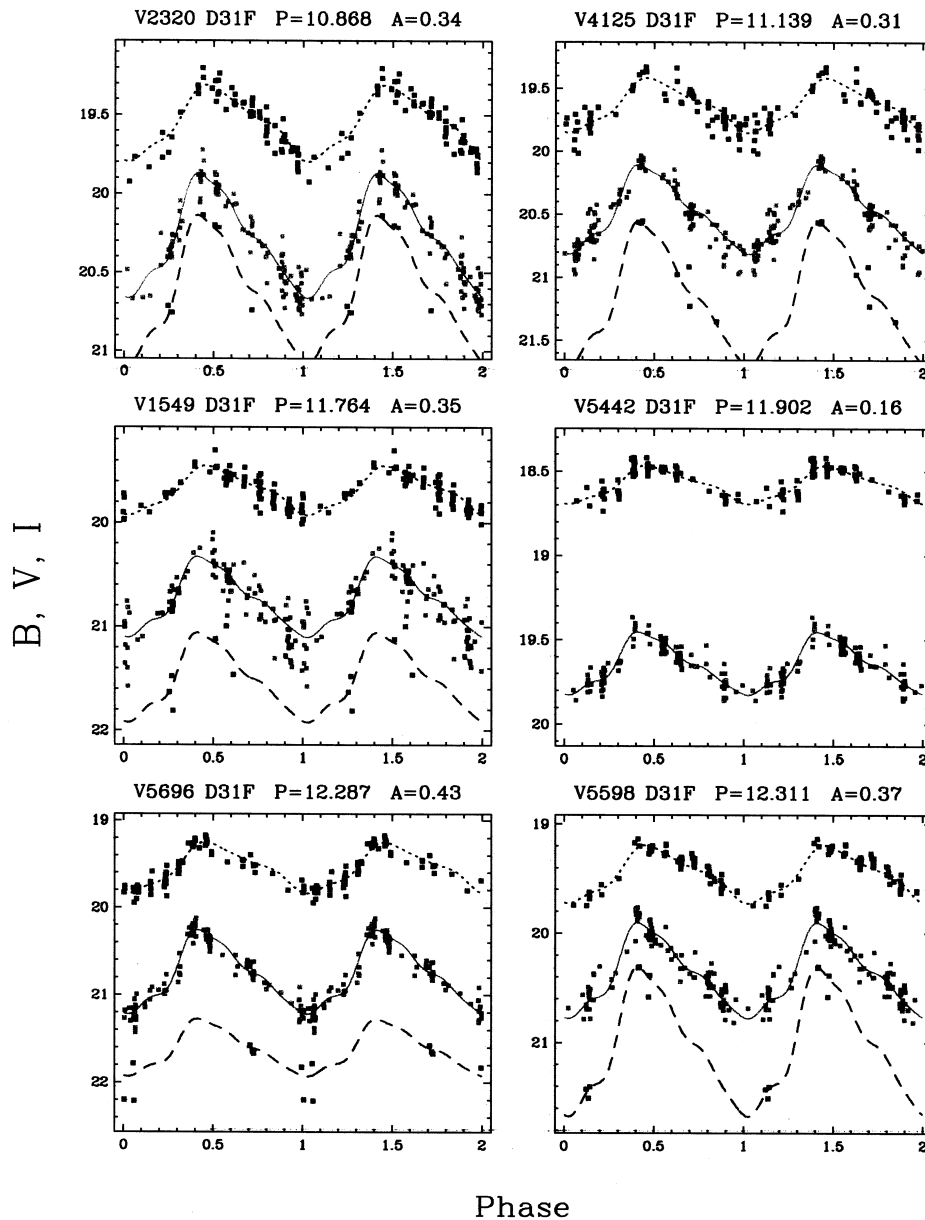 V2320 D31F P=10.868 A=0.34
V4125 D31F P=11.139 A=0.31
19.5
20
20.5
21
0 0.5 1 1.5 2
19.5
20
20.5
21
21.5
0 0.5 1 1.5 2
V1549 D31F P=11.764 A=0.35
V5442 D31F P=11.902 A=0.16
20
21
22
0 0.5 1 1.5 2
18.5
19
19.5
20
0 0.5 1 1.5 2
V5696 D31F P=12.287 A=0.43
V5598 D31F P=12.311 A=0.37
19
20
21
22
0 0.5 1 1.5 2
19
20
21
0 0.5 1 1.5 2
B, V, I
Phase